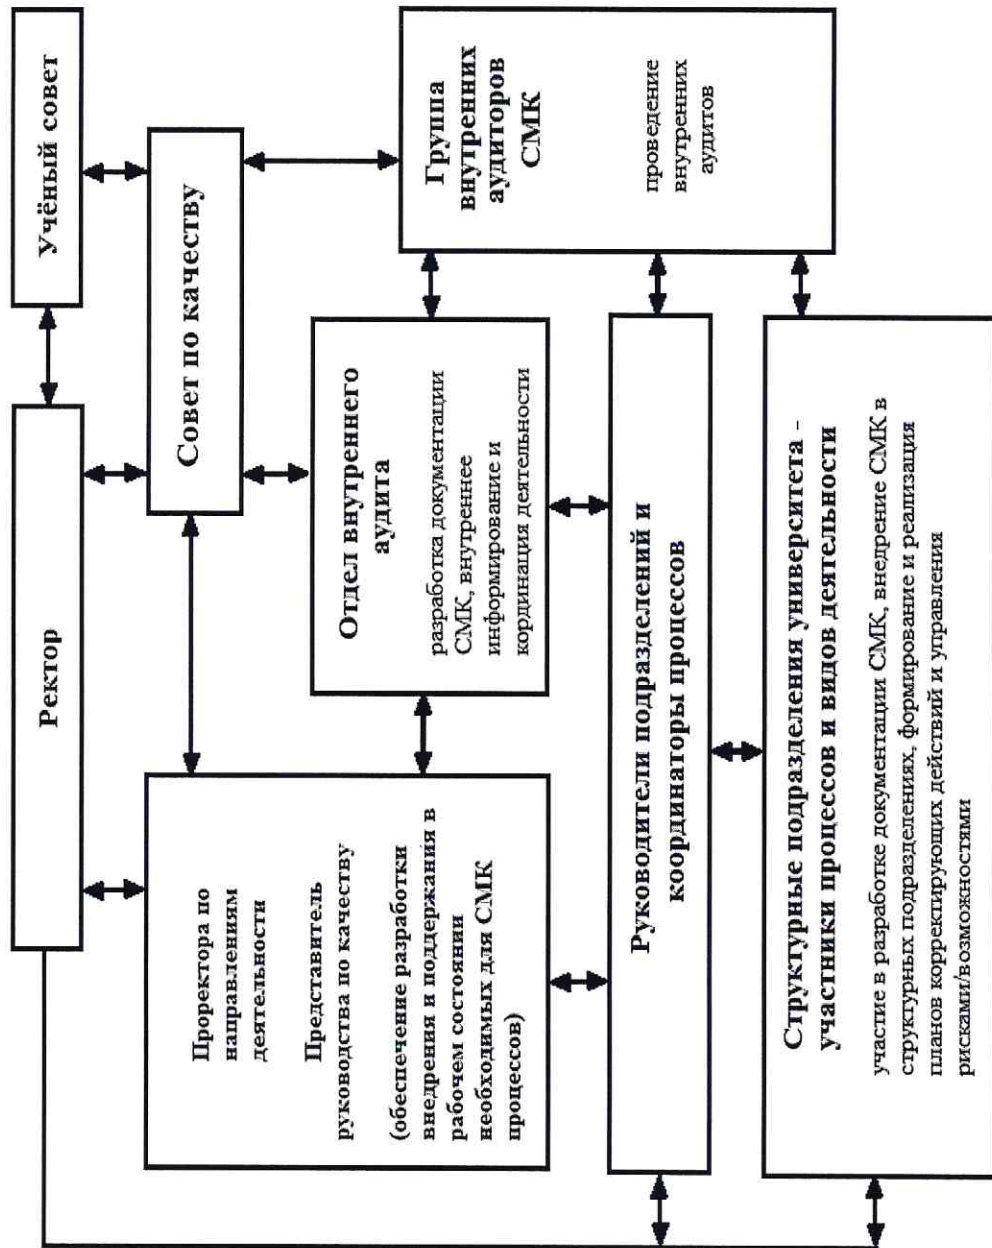 Ректор
Учёный совет
Совет по качеству
Проректора по
направлениям
деятельности
Представитель
руководства по качеству
(обеспечение разработки
внедрения и поддержания в
рабочем состоянии
необходимых для СМК
процессов)
Отдел внутреннего
аудита
разработка документации
СМК, внутреннее
информирование и
кординация деятельности
Группа
внутренних
аудиторов
СМК
проведение
внутренних
аудитов
Руководители подразделений и
координаторы процессов
Структурные подразделения университета –
участники процессов и видов деятельности
участие в разработке документации СМК, внедрение СМК в
структурных подразделениях, формирование и реализация
планов корректирующих действий и управления
рисками/возможностями